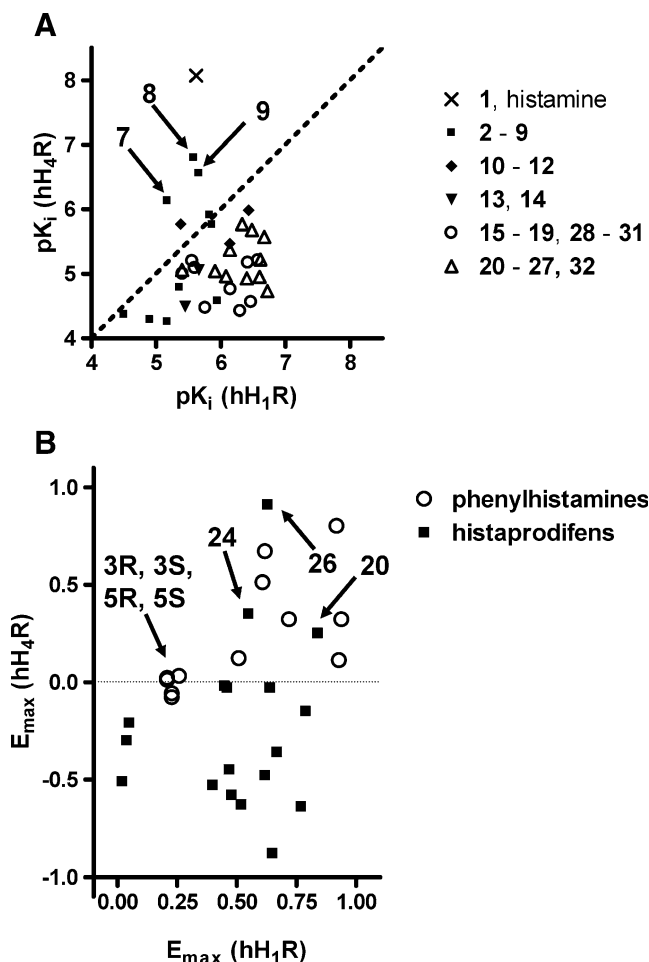 A
8
7
6
5
4
pKi (hH4R)
8
9
7
4
5
6
7
8
pKi (hH1R)
1, histamine
2 - 9
10 - 12
13, 14
15 - 19, 28 - 31
20 - 27, 32
B
1.0
0.5
0.0
-0.5
-1.0
Emax (hH4R)
3R, 3S,
5R, 5S
24
26
20
0.00
0.25
0.50
0.75
1.00
Emax (hH1R)
phenylhistamines
histaprodifens